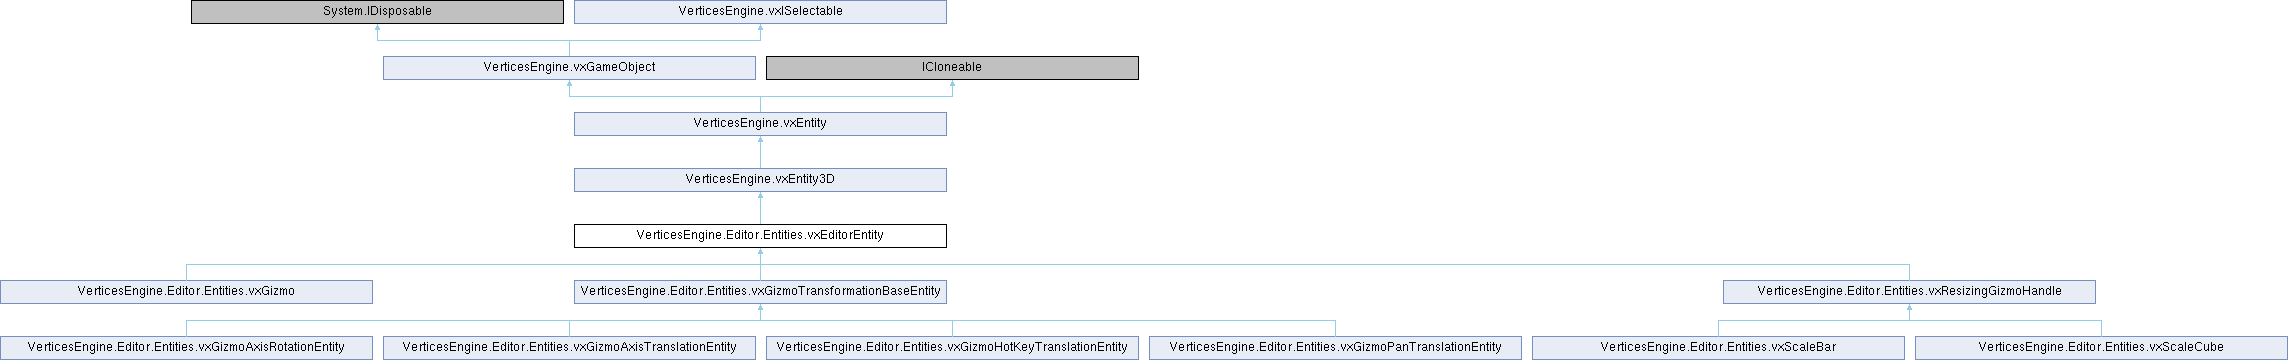 System.IDisposable
VerticesEngine.vxISelectable
VerticesEngine.vxGameObject
ICloneable
VerticesEngine.vxEntity
VerticesEngine.vxEntity3D
VerticesEngine.Editor.Entities.vxEditorEntity
VerticesEngine.Editor.Entities.vxGizmo
VerticesEngine.Editor.Entities.vxGizmoTransformationBaseEntity
VerticesEngine.Editor.Entities.vxResizingGizmoHandle
VerticesEngine.Editor.Entities.vxGizmoAxisRotationEntity
VerticesEngine.Editor.Entities.vxGizmoAxisTranslationEntity
VerticesEngine.Editor.Entities.vxGizmoHotKeyTranslationEntity
VerticesEngine.Editor.Entities.vxGizmoPanTranslationEntity
VerticesEngine.Editor.Entities.vxScaleBar
VerticesEngine.Editor.Entities.vxScaleCube